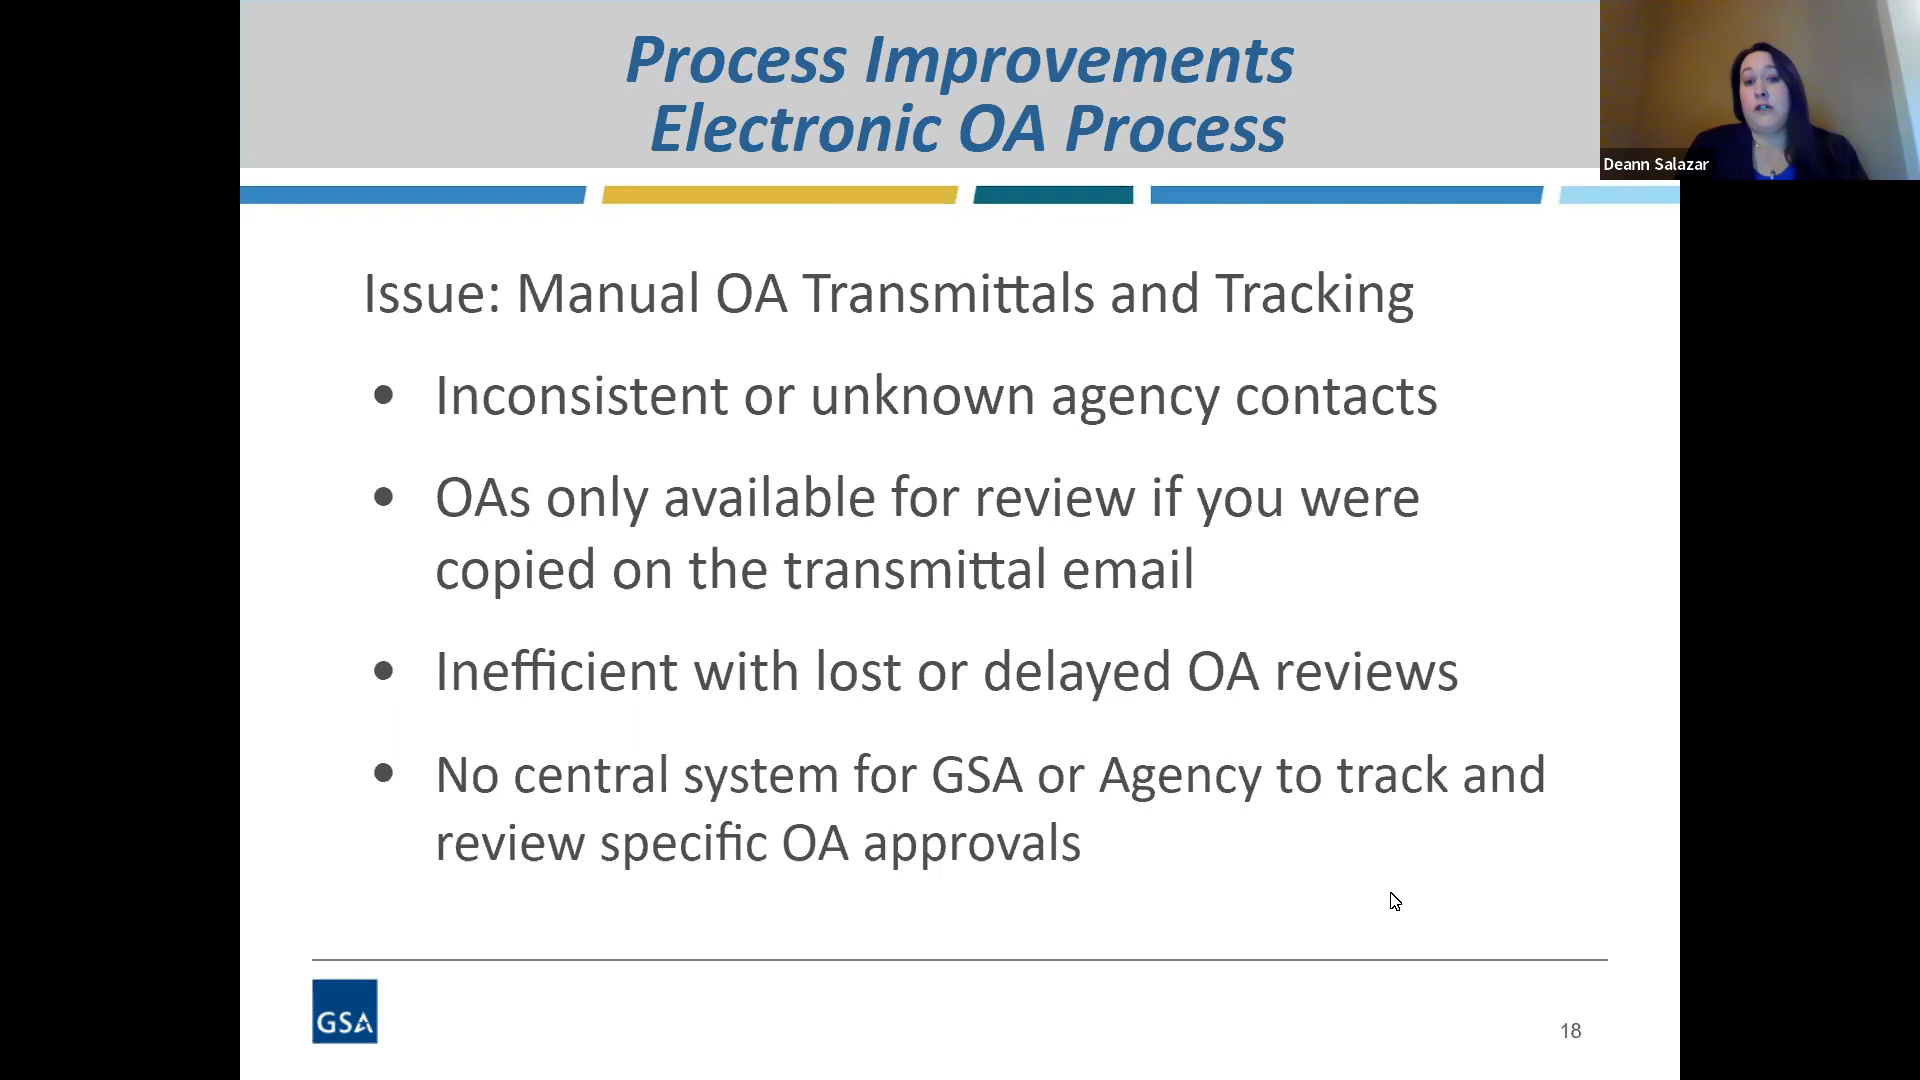 Process Improvements
Electronic OA Process
Deann Salazar
Issue: Manual OA Transmittals and Tracking
• Inconsistent or unknown agency contacts
• OAs only available for review if you were
copied on the transmittal email
• Inefficient with lost or delayed OA reviews
• No central system for GSA or Agency to track and
review specific OA approvals
GSA
18